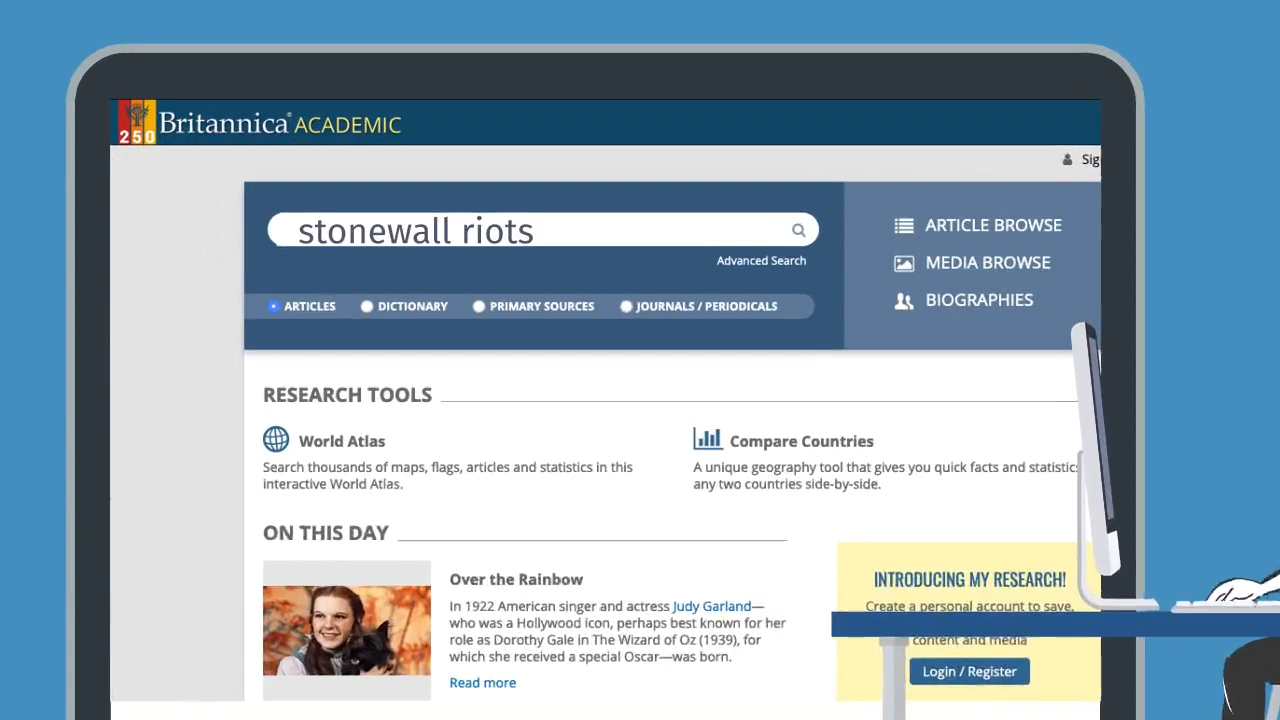 250 Britannica® ACADEMIC
Sig
stonewall riots
Advanced Search
ARTICLES DICTIONARY PRIMARY SOURCES JOURNALS / PERIODICALS
ARTICLE BROWSE
MEDIA BROWSE
BIOGRAPHIES
RESEARCH TOOLS
World Atlas
Search thousands of maps, flags, articles and statistics in this
interactive World Atlas.
Compare Countries
A unique geography tool that gives you quick facts and statistics
any two countries side-by-side.
ON THIS DAY
Over the Rainbow
In 1922 American singer and actress Judy Garland—
who was a Hollywood icon, perhaps best known for her
role as Dorothy Gale in The Wizard of Oz (1939), for
which she received a special Oscar—was born.
Read more
INTRODUCING MY RESEARCH!
Create a personal account to save,
content and media
Login / Register